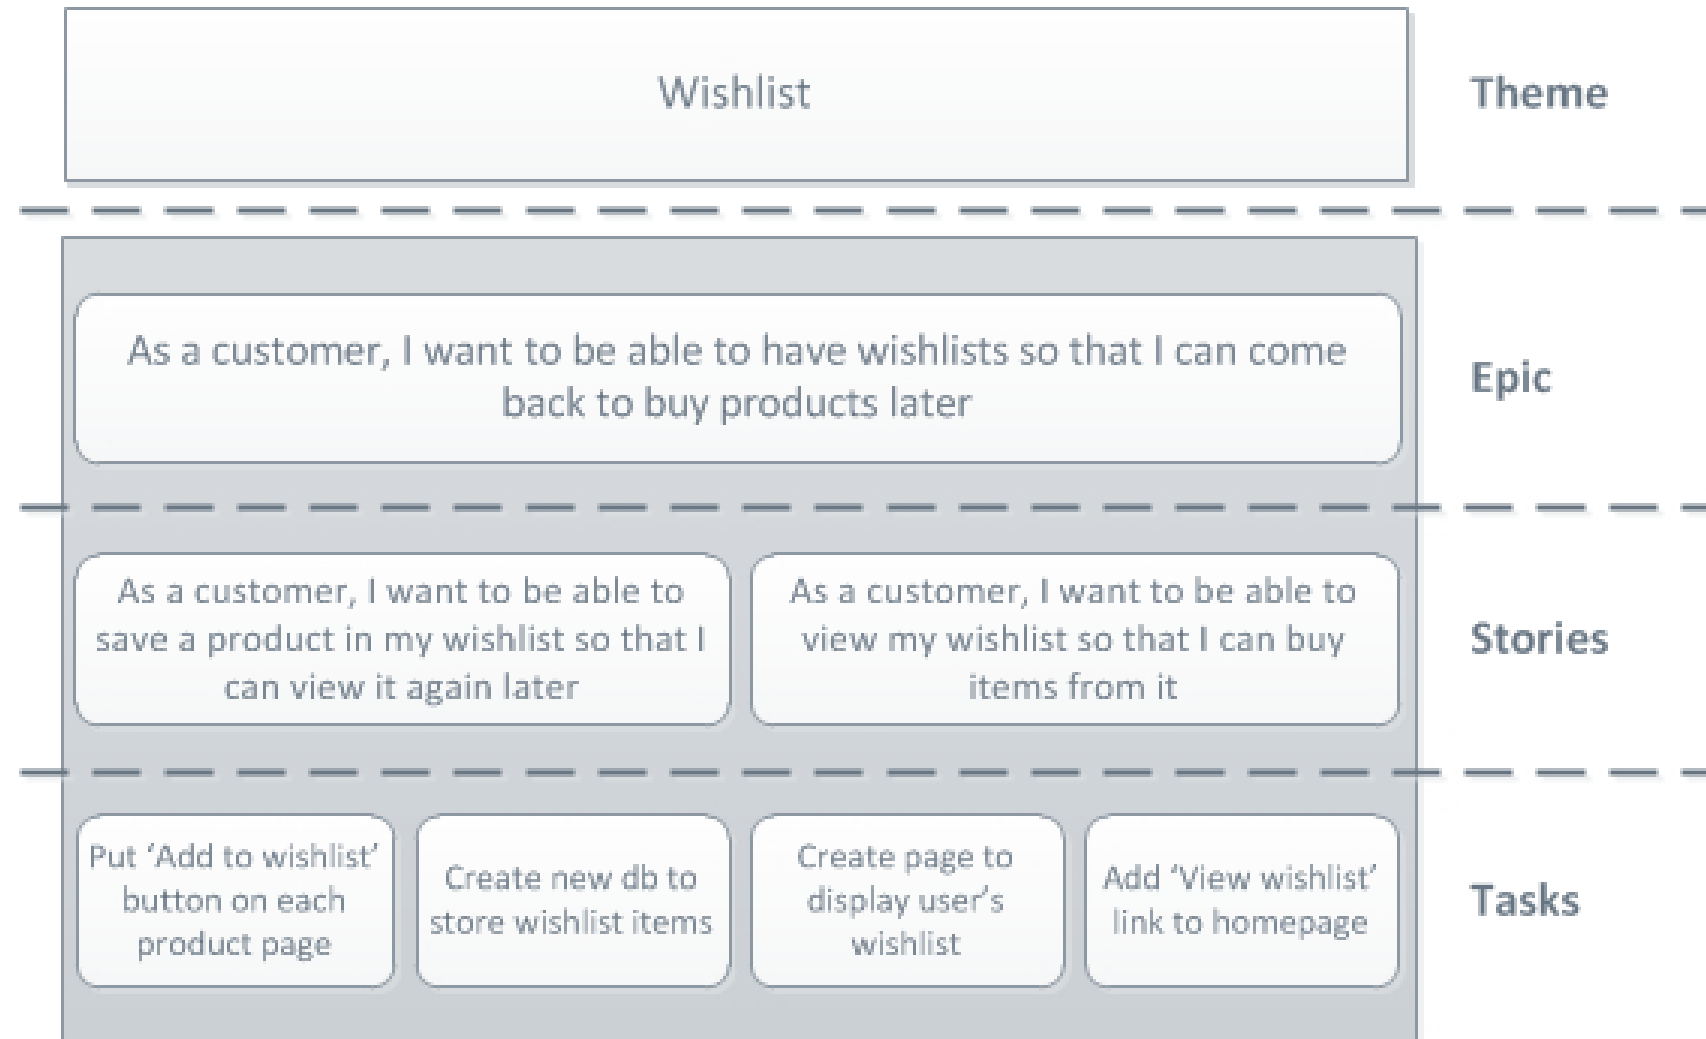 Wishlist
Theme
As a customer, I want to be able to have wishlists so that I can come
back to buy products later
Epic
As a customer, I want to be able to
save a product in my wishlist so that I
can view it again later
As a customer, I want to be able to
view my wishlist so that I can buy
items from it
Stories
Put ‘Add to wishlist’
button on each
product page
Create new db to
store wishlist items
Create page to
display user’s
wishlist
Add ‘View wishlist’
link to homepage
Tasks